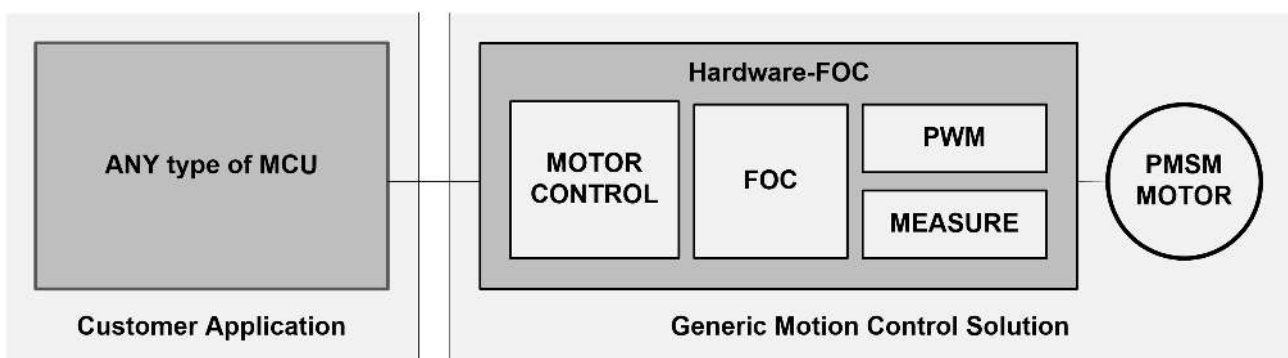 Hardware-FOC
ANY type of MCU
MOTOR
CONTROL
FOC
PWM
MEASURE
PMSM
MOTOR
Customer Application
Generic Motion Control Solution